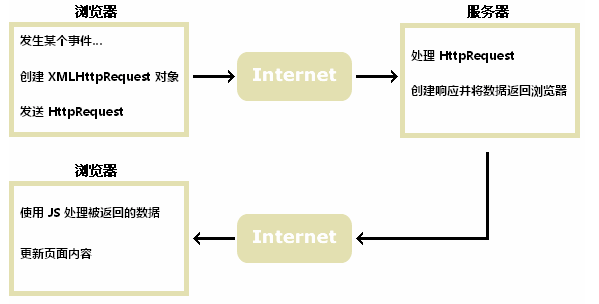 浏览器
发生某个事件...
创建 XMLHttpRequest 对象
发送 HttpRequest
Internet
服务器
处理 HttpRequest
创建响应并将数据返回浏览器
浏览器
使用 JS 处理被返回的数据
更新页面内容
Internet